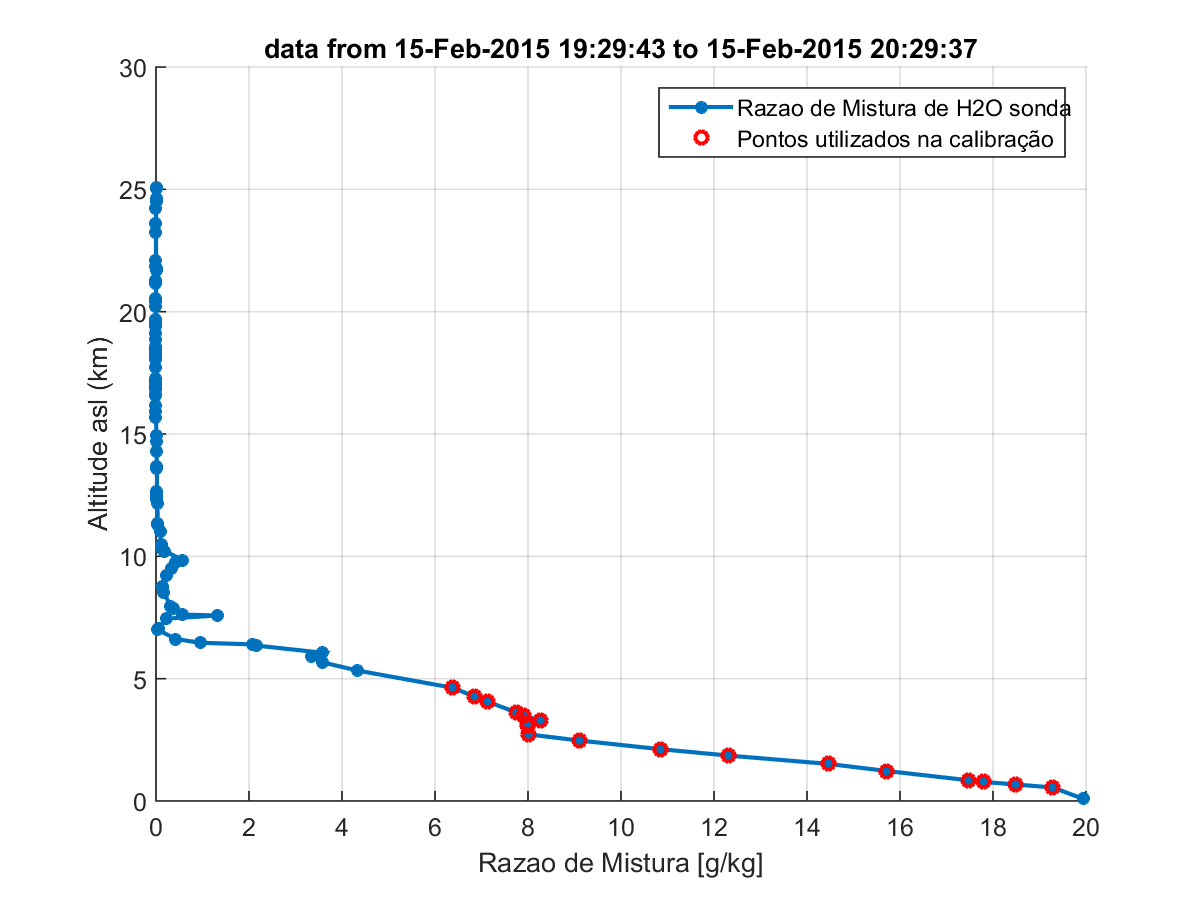 data from 15-Feb-2015 19:29:43 to 15-Feb-2015 20:29:37
Razao de Mistura de H2O sonda
Pontos utilizados na calibração
30
25
20
15
10
5
0
Altitude asl (km)
0 2 4 6 8 10 12 14 16 18 20
Razao de Mistura [g/kg]